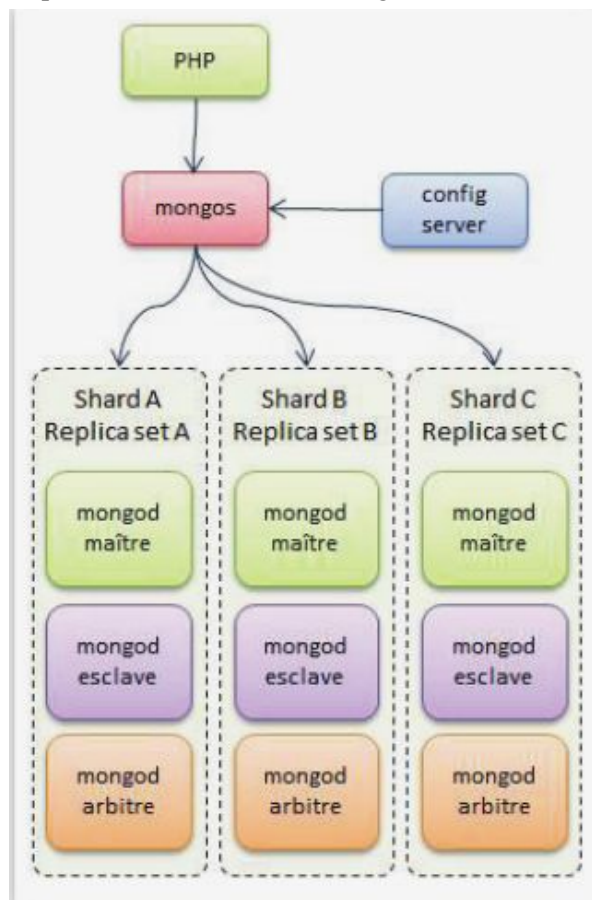 PHP
mongos
config
server
Shard A
Replica set A
Shard B
Replica set B
Shard C
Replica set C
mongod
maître
mongod
maître
mongod
maître
mongod
esclave
mongod
esclave
mongod
esclave
mongod
arbitre
mongod
arbitre
mongod
arbitre